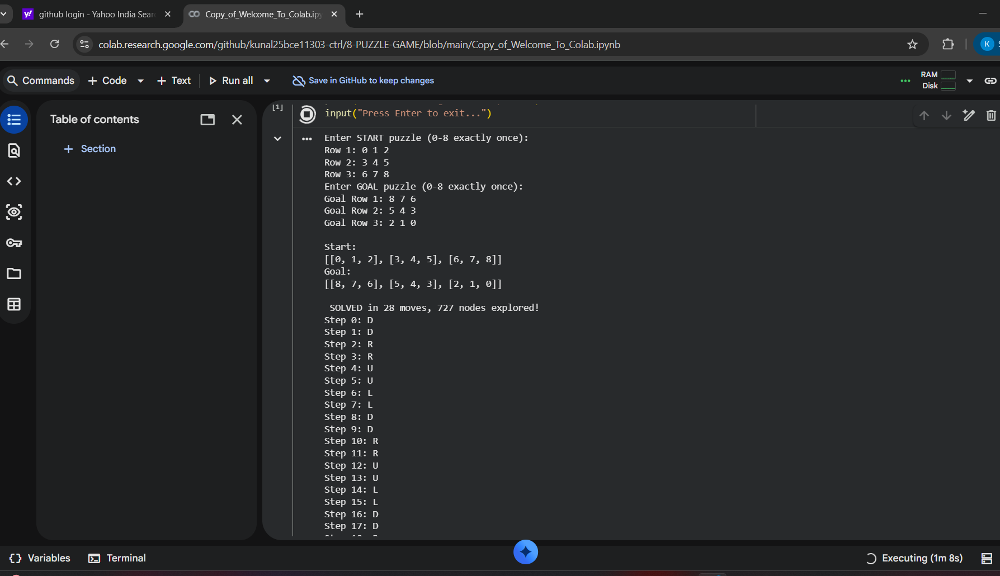 github login - Yahoo India Sear
Copy_of_Welcome_To_Colab.ipy
colab.research.google.com/github/kunal25bce11303-ctrl/8-PUZZLE-GAME/blob/main/Copy_of_Welcome_To_Colab.ipynb
K
Commands
+ Code
+ Text
Run all
Save in GitHub to keep changes
RAM
Disk
Table of contents
+ Section
[1]
input("Press Enter to exit...")
Enter START puzzle (0-8 exactly once):
Row 1: 0 1 2
Row 2: 3 4 5
Row 3: 6 7 8
Enter GOAL puzzle (0-8 exactly once):
Goal Row 1: 8 7 6
Goal Row 2: 5 4 3
Goal Row 3: 2 1 0
Start:
[[0, 1, 2], [3, 4, 5], [6, 7, 8]]
Goal:
[[8, 7, 6], [5, 4, 3], [2, 1, 0]]
SOLVED in 28 moves, 727 nodes explored!
Step 0: D
Step 1: D
Step 2: R
Step 3: R
Step 4: U
Step 5: U
Step 6: L
Step 7: L
Step 8: D
Step 9: D
Step 10: R
Step 11: R
Step 12: U
Step 13: U
Step 14: L
Step 15: L
Step 16: D
Step 17: D
Variables
Terminal
Executing (1m 8s)